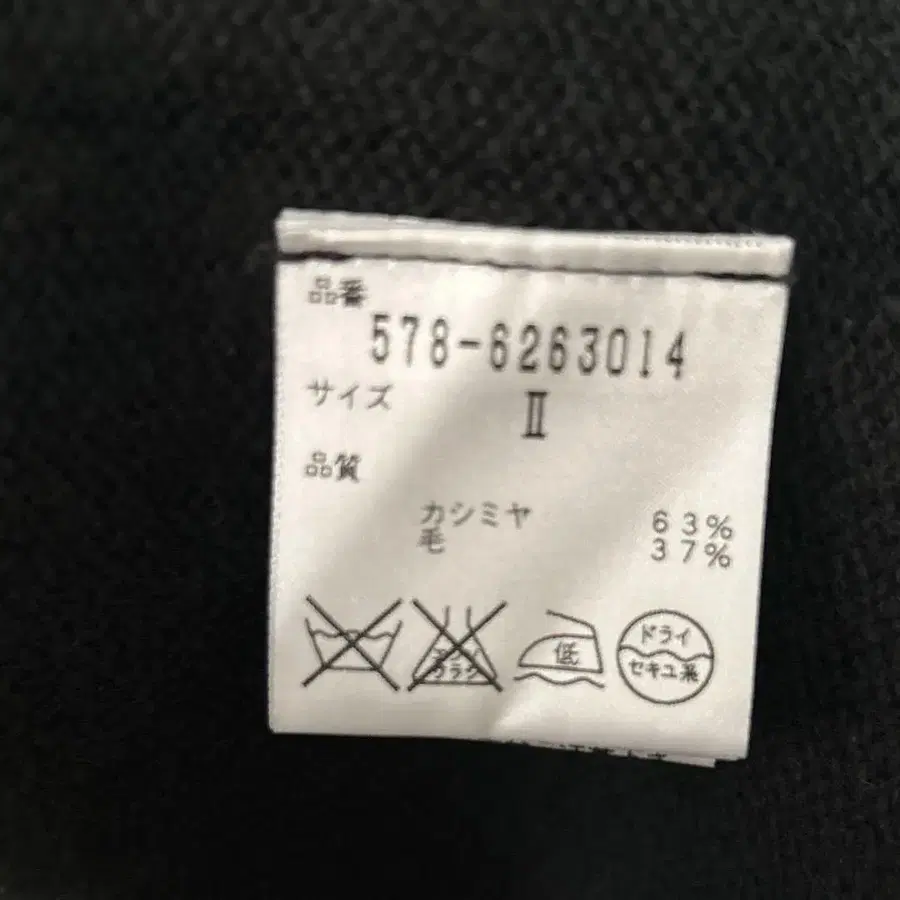 品番
578-6263014
サイズ
Ⅱ
品質
カシミヤ 63%
毛 37%
低
ドライ
セキユ系